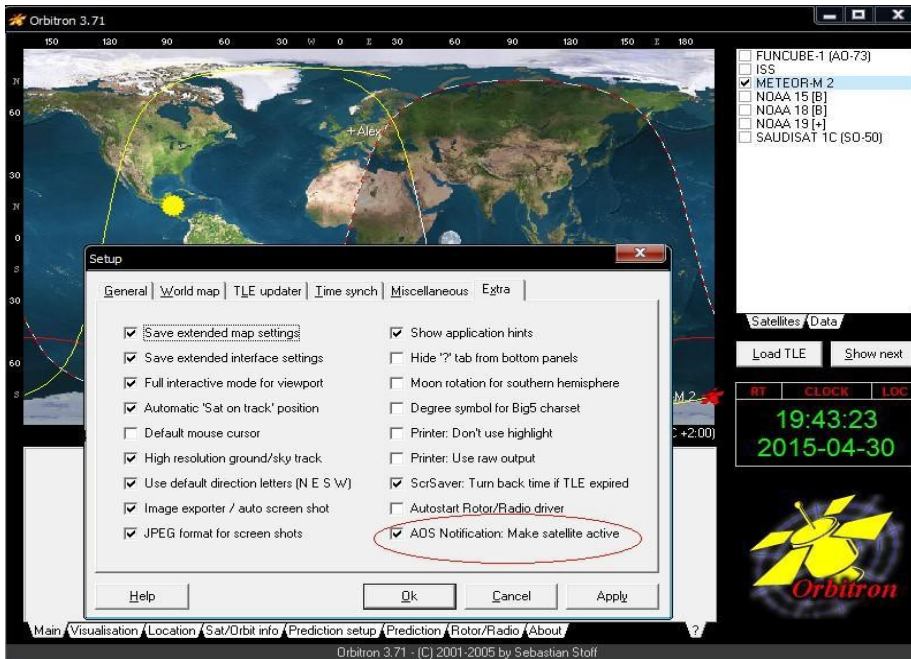 Orbitron 3.71
150 120 90 60 30 W 0 E 30 60 90 120 150 E 180
N
60
30
N
0
S
30
60
S
+Alex
M 2
C +2:00)
FUNCUBE-1 (AO-73)
ISS
METEOR-M 2
NOAA 15 [B]
NOAA 18 [B]
NOAA 19 [+]
SAUDISAT 1C (SO-50)
Satellites Data
Load TLE Show next
RT CLOCK LOC
19:43:23
2015-04-30
Orbitron
Setup
General World map TLE updater Time synch Miscellaneous Extra
Save extended map settings
Save extended interface settings
Full interactive mode for viewport
Automatic 'Sat on track' position
Default mouse cursor
High resolution ground/sky track
Use default direction letters (N E S W)
Image exporter / auto screen shot
JPEG format for screen shots
Show application hints
Hide '?' tab from bottom panels
Moon rotation for southern hemisphere
Degree symbol for Big5 charset
Printer: Don't use highlight
Printer: Use raw output
ScrSaver: Turn back time if TLE expired
Autostart Rotor/Radio driver
AOS Notification: Make satellite active
Help Ok Cancel Apply
Main Visualisation Location Sat/Orbit info Prediction setup Prediction Rotor/Radio About ?
Orbitron 3.71 - (C) 2001-2005 by Sebastian Stoff